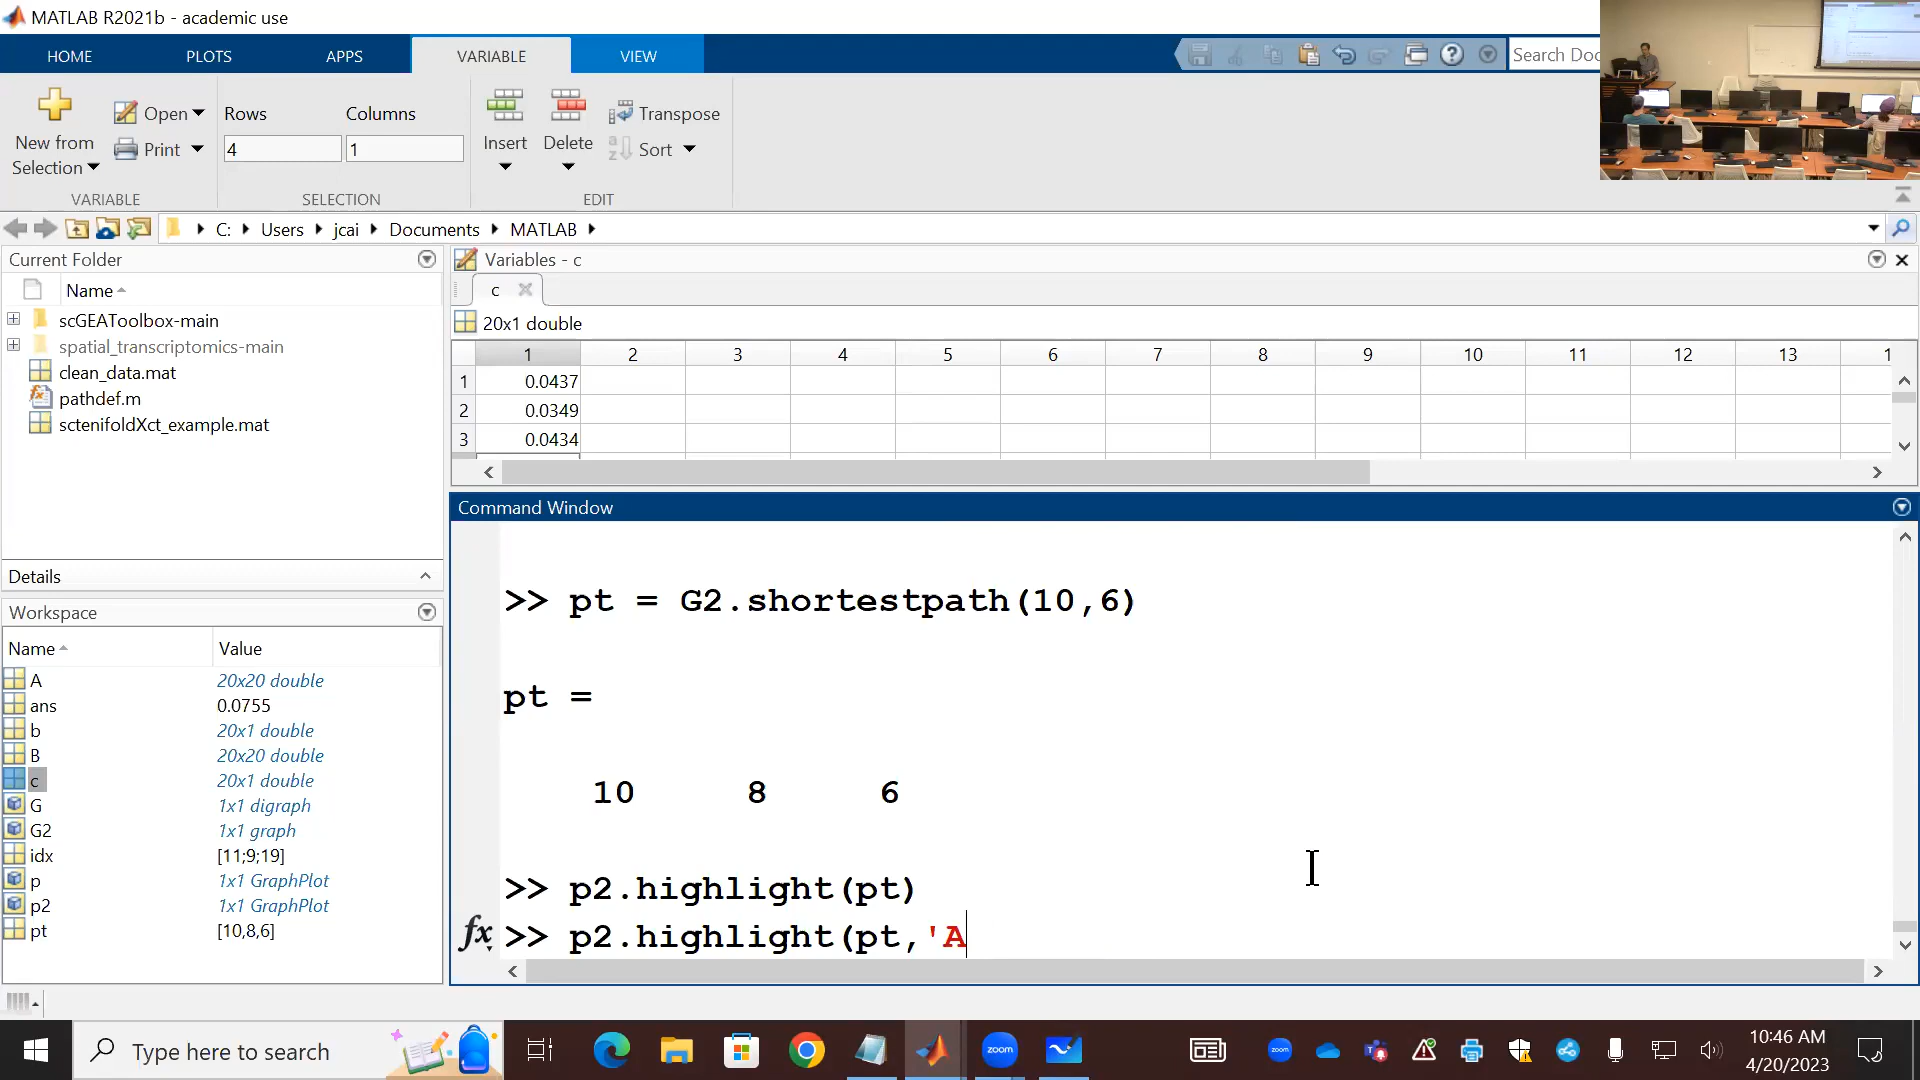 MATLAB R2021b - academic use
HOME PLOTS APPS VARIABLE VIEW
Search Doc
New from Selection
Open
Print
Rows
4
Columns
1
Insert
Delete
Transpose
Sort
VARIABLE SELECTION EDIT
C: Users jcai Documents MATLAB
Current Folder
Name
scGEAToolbox-main
spatial_transcriptomics-main
clean_data.mat
pathdef.m
sctenifoldXct_example.mat
Details
Workspace
Name Value
A 20x20 double
ans 0.0755
b 20x1 double
B 20x20 double
c 20x1 double
G 1x1 digraph
G2 1x1 graph
idx [11;9;19]
p 1x1 GraphPlot
p2 1x1 GraphPlot
pt [10,8,6]
Variables - c
c
20x1 double
1 2 3 4 5 6 7 8 9 10 11 12 13 1
1 0.0437
2 0.0349
3 0.0434
Command Window
>> pt = G2.shortestpath(10,6)
pt =
10 8 6
>> p2.highlight(pt)
fx >> p2.highlight(pt,'A
Type here to search
zoom
zoom
10:46 AM
4/20/2023